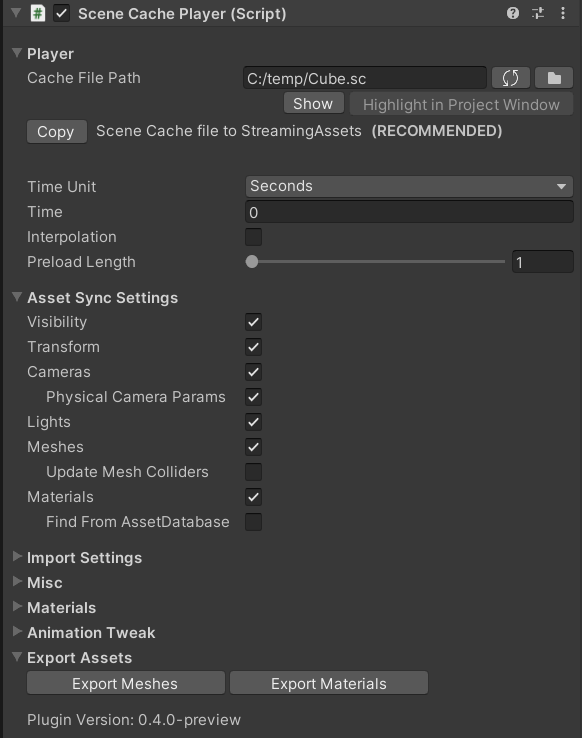 Scene Cache Player (Script)
Player
Cache File Path C:/temp/Cube.sc
Show Highlight in Project Window
Copy Scene Cache file to StreamingAssets (RECOMMENDED)
Time Unit Seconds
Time 0
Interpolation
Preload Length 1
Asset Sync Settings
Visibility
Transform
Cameras
Physical Camera Params
Lights
Meshes
Update Mesh Colliders
Materials
Find From AssetDatabase
Import Settings
Misc
Materials
Animation Tweak
Export Assets
Export Meshes Export Materials
Plugin Version: 0.4.0-preview